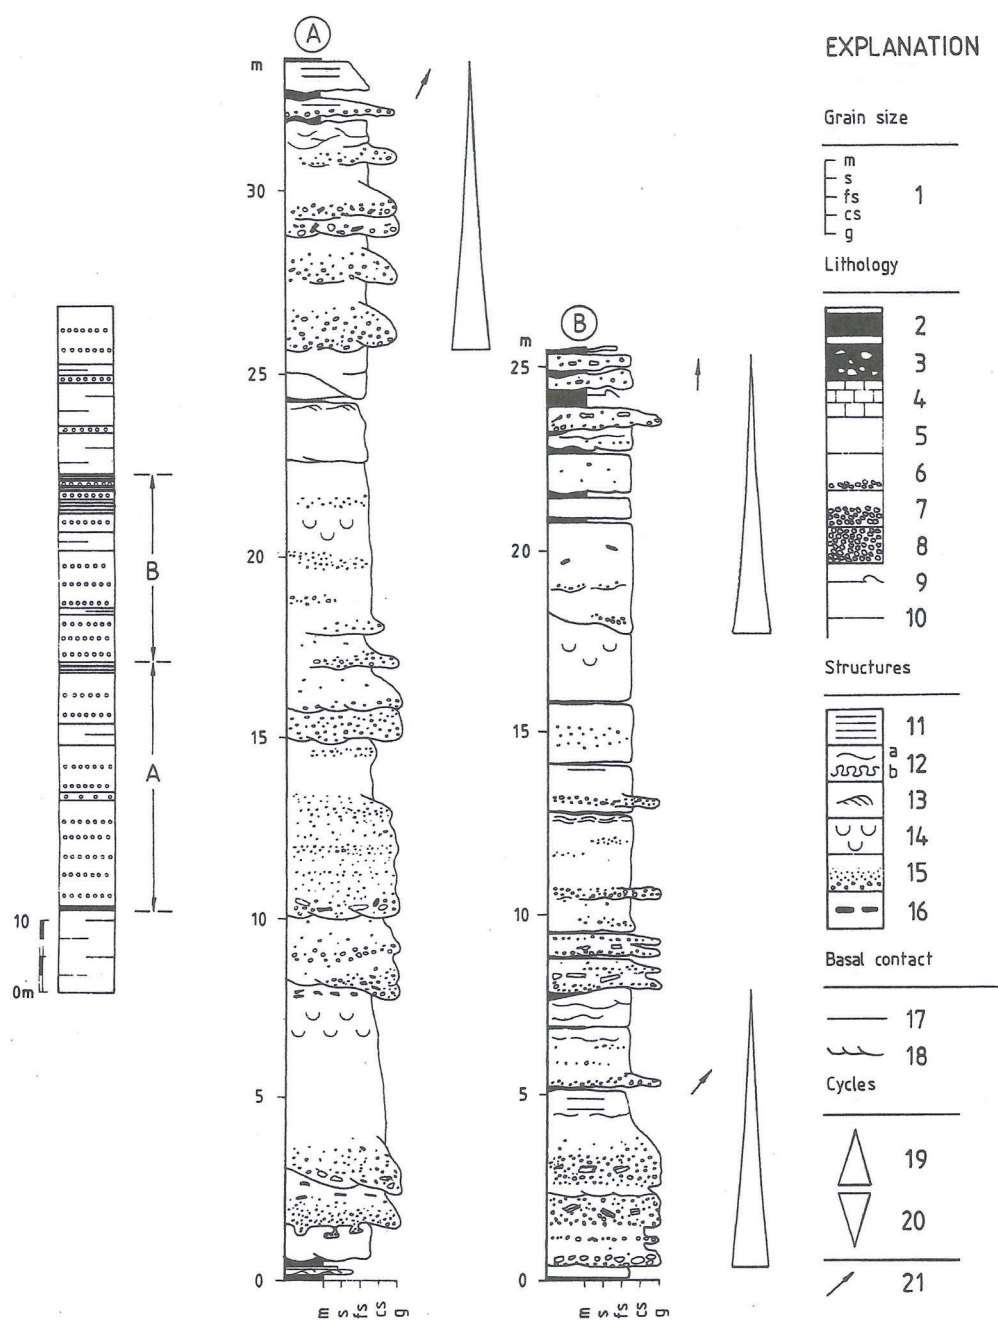 A
m
30
25
20
15
10
5
0
m s fs cs g
B
m
25
20
15
10
5
0
m s fs cs g
B
A
10
0m
EXPLANATION
Grain size
m
s
fs
cs
g
1
Lithology
2
3
4
5
6
7
8
9
10
Structures
11
a
b
12
13
14
15
16
Basal contact
17
18
Cycles
19
20
21